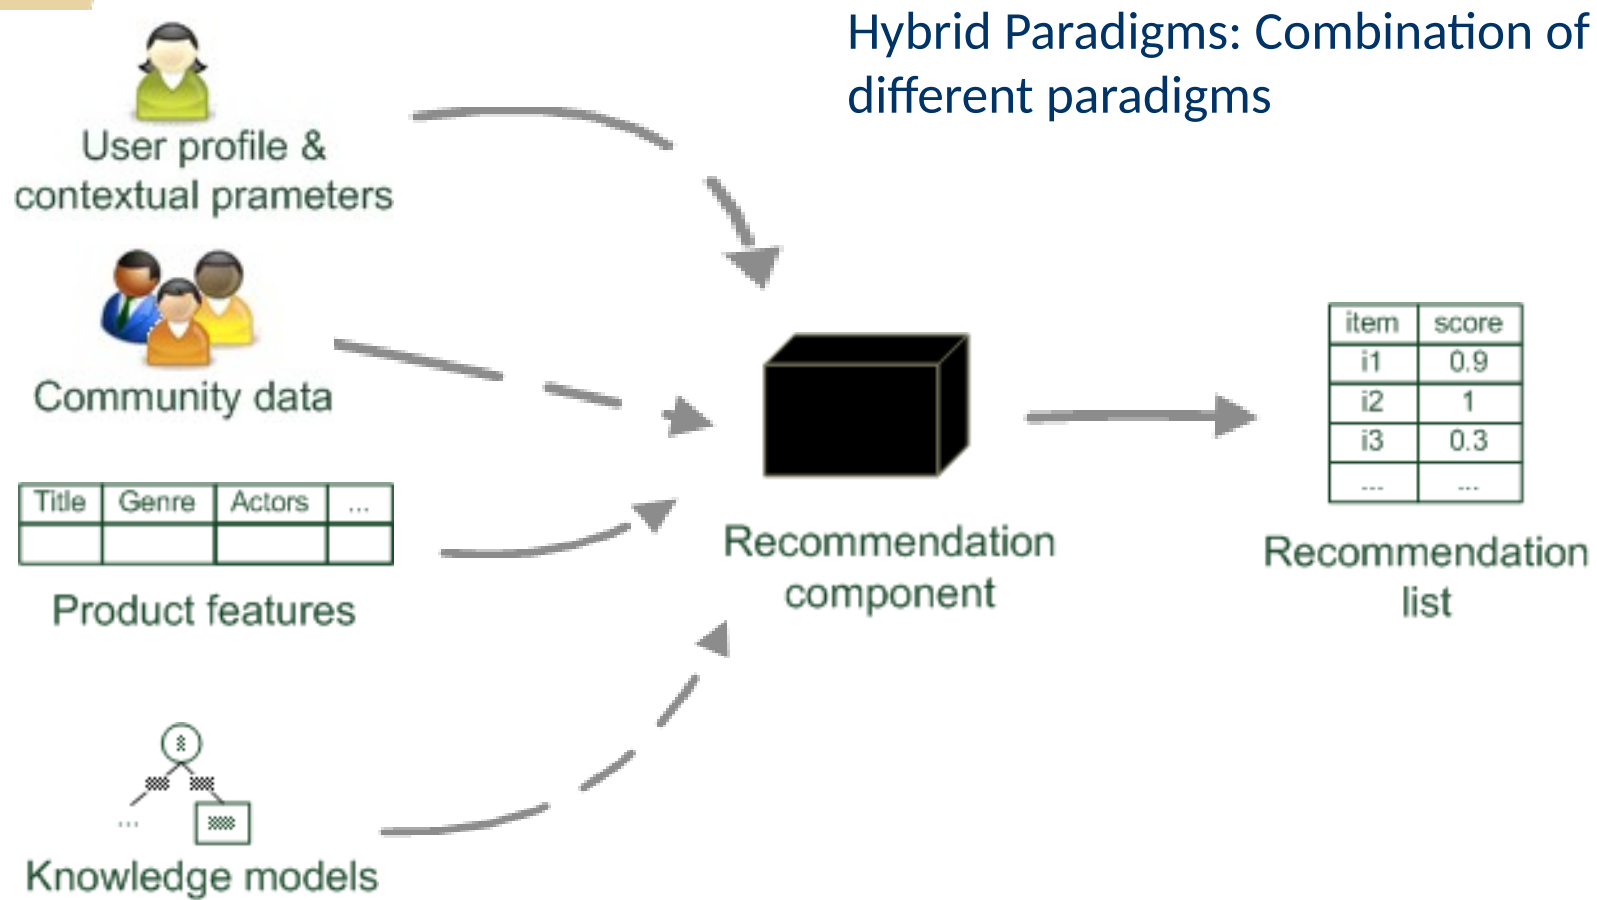 Hybrid Paradigms: Combination of
different paradigms
User profile &
contextual prameters
Community data
Title Genre Actors ...
Product features
Knowledge models
...
Recommendation
component
item score
i1 0.9
i2 1
i3 0.3
... ...
Recommendation
list